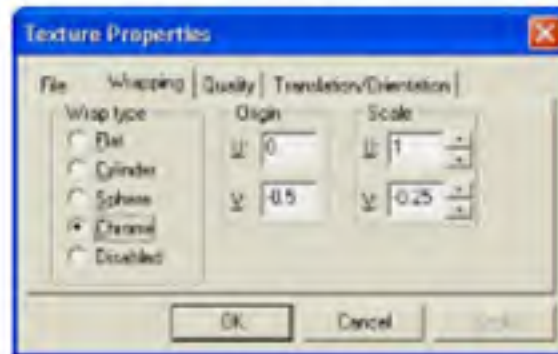 Texture Properties
File Wrapping Quality Translation/Orientation
Wrap type Origin Scale
Flat U: 0 U: 1
Cylinder
Sphere V: -0.5 V: -0.25
Chrome
Disabled
OK Cancel